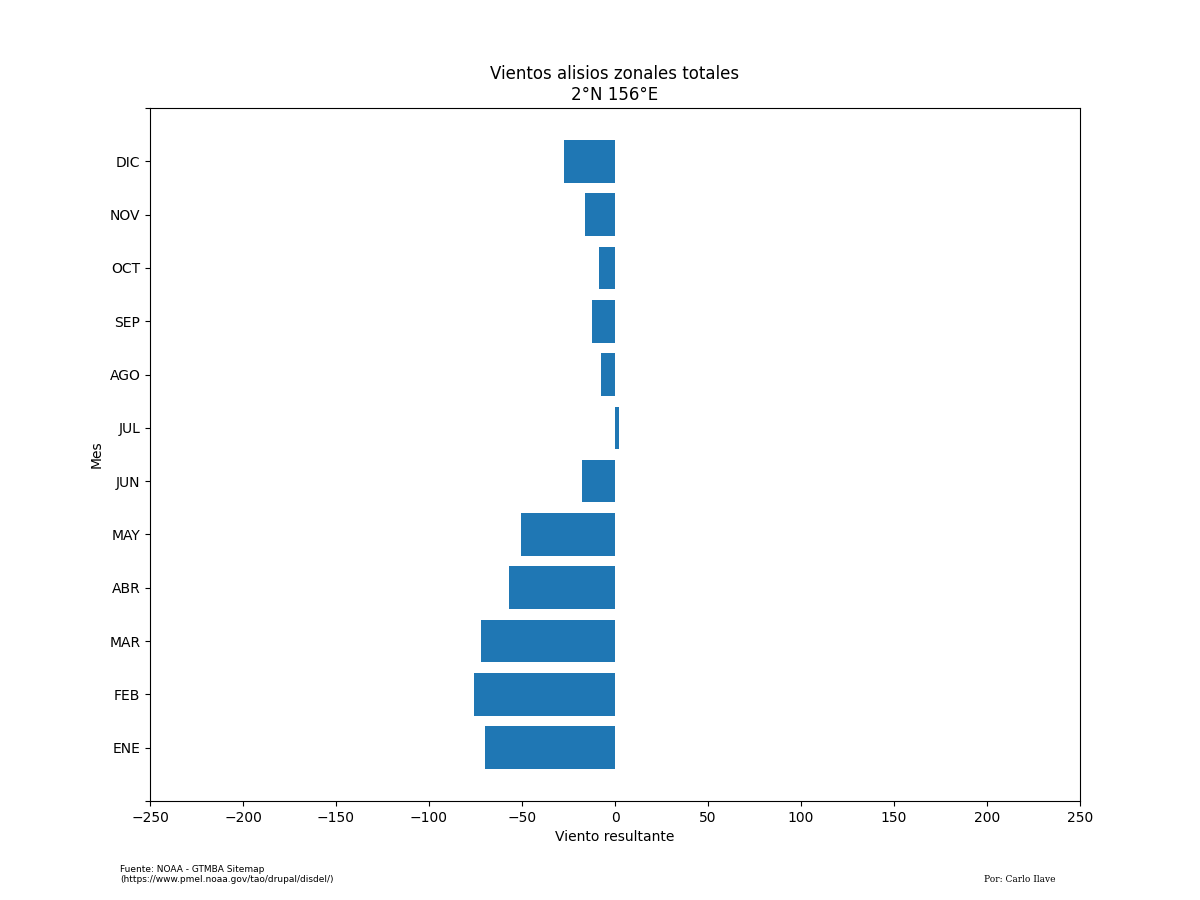 Vientos alisios zonales totales
2°N 156°E
DIC
NOV
OCT
SEP
AGO
JUL
JUN
MAY
ABR
MAR
FEB
ENE
Mes
−250 −200 −150 −100 −50 0 50 100 150 200 250
Viento resultante
Fuente: NOAA - GTMBA Sitemap
(https://www.pmel.noaa.gov/tao/drupal/disdel/)
Por: Carlo Ilave